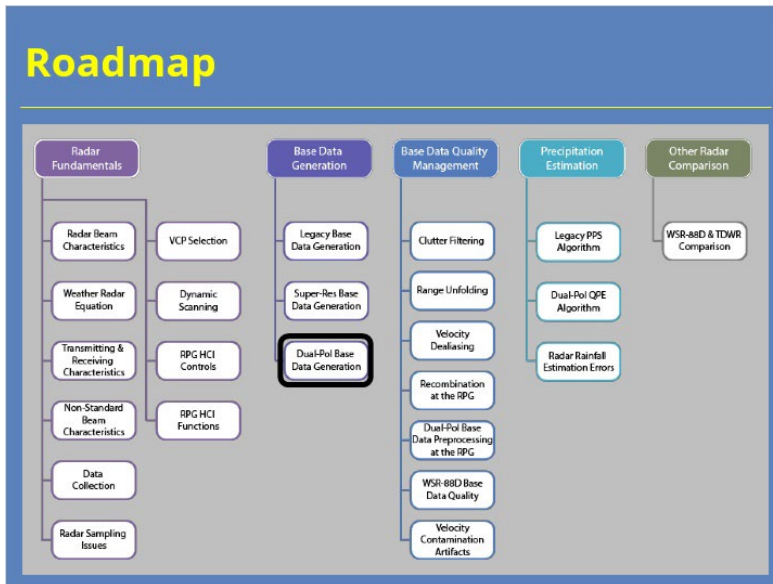 Roadmap
Radar
Fundamentals
Radar Beam
Characteristics
Weather Radar
Equation
Transmitting &
Receiving
Characteristics
Non-Standard
Beam
Characteristics
Data
Collection
Radar Sampling
Issues
VCP Selection
Dynamic
Scanning
RPG HCI
Controls
RPG HCI
Functions
Base Data
Generation
Legacy Base
Data Generation
Super-Res Base
Data Generation
Dual-Pol Base
Data Generation
Base Data Quality
Management
Clutter Filtering
Range Unfolding
Velocity
Dealiasing
Recombination
at the RPG
Dual-Pol Base
Data Preprocessing
at the RPG
WSR-88D Base
Data Quality
Velocity
Contamination
Artifacts
Precipitation
Estimation
Legacy PPS
Algorithm
Dual-Pol QPE
Algorithm
Radar Rainfall
Estimation Errors
Other Radar
Comparison
WSR-88D & TDWR
Comparison